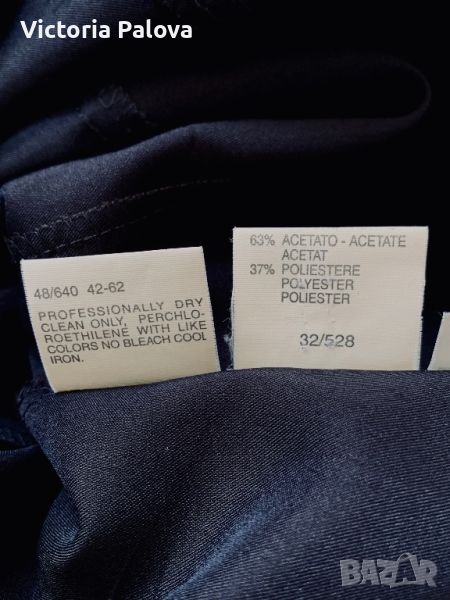 Victoria Palova
48/640 42-62
PROFESSIONALLY DRY
CLEAN ONLY, PERCHLO-
ROETHILENE WITH LIKE
COLORS NO BLEACH COOL
IRON.
63% ACETATO - ACETATE
ACETAT
37% POLIESTERE
POLYESTER
POLIESTER
32/528
BAZAR